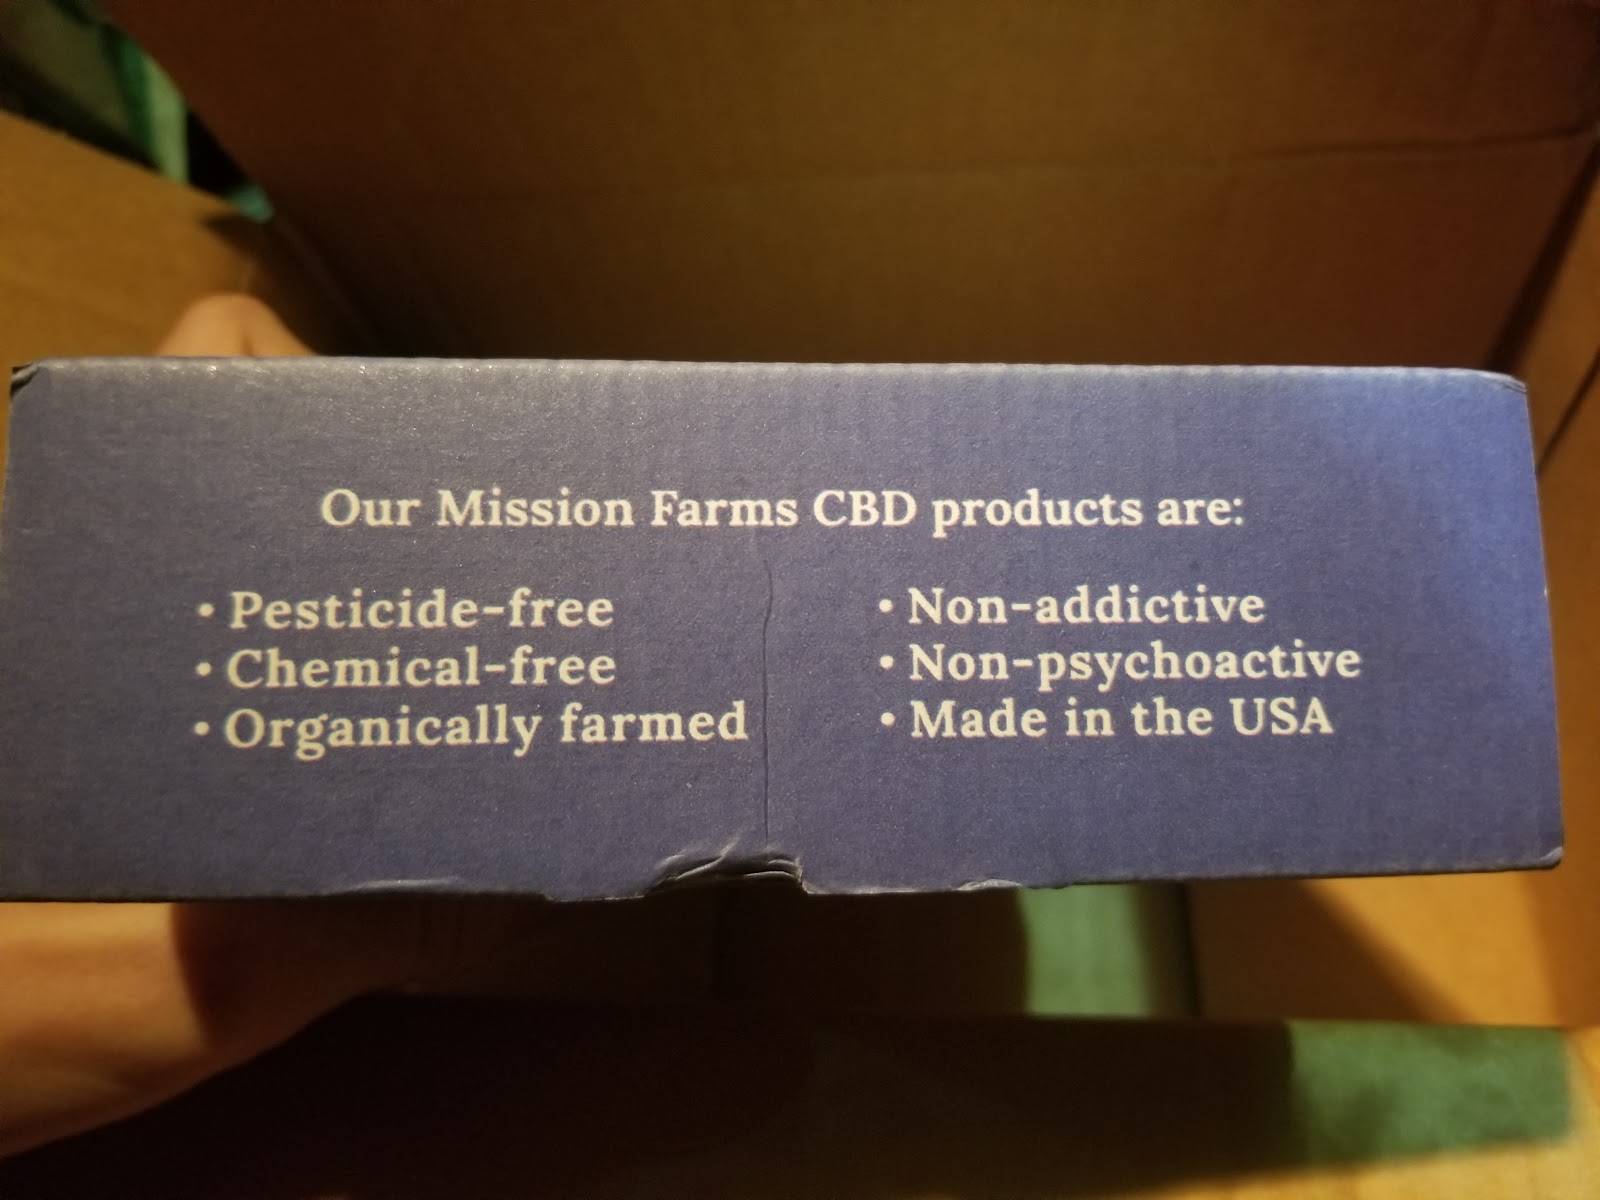 Our Mission Farms CBD products are:
• Pesticide-free
• Chemical-free
• Organically farmed
• Non-addictive
• Non-psychoactive
• Made in the USA